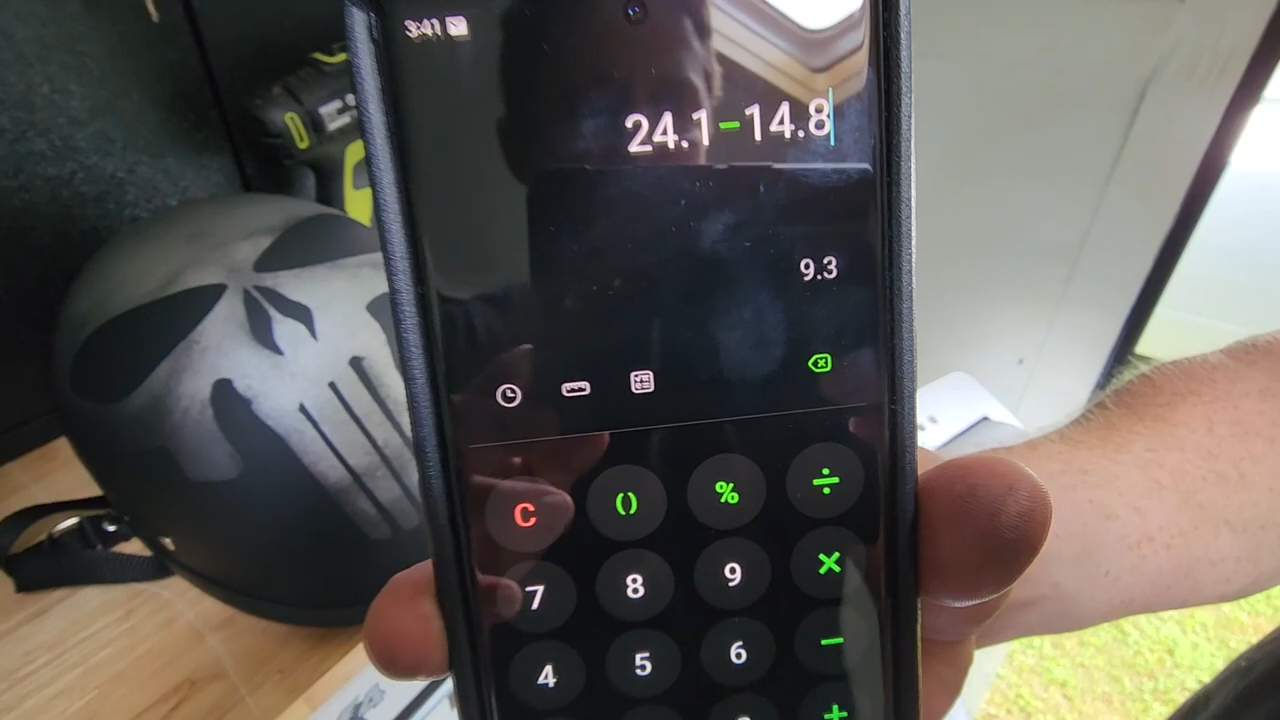 3:41
24.1-14.8
9.3
C () % ÷
7 8 9 ×
4 5 6 −
+